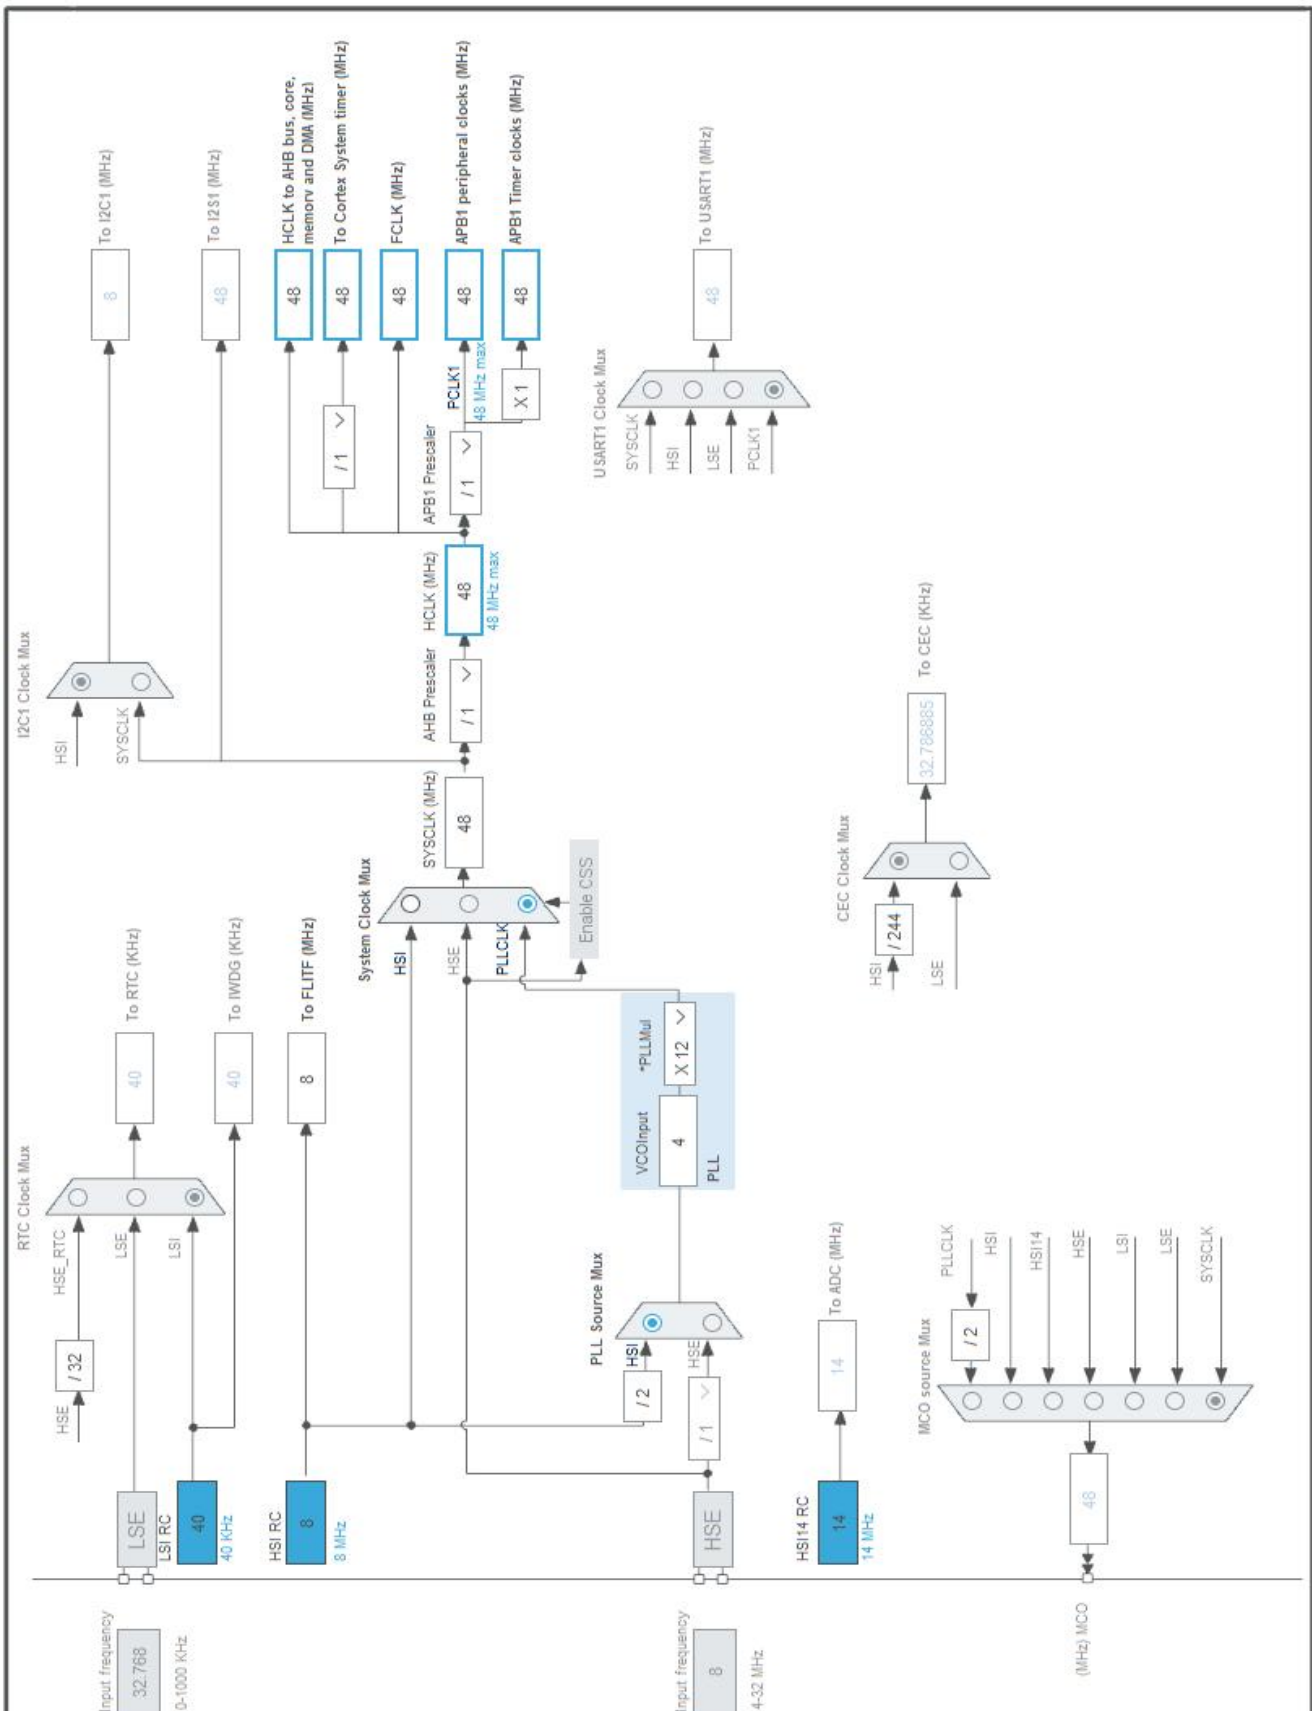 RTC Clock Mux
I2C1 Clock Mux
HSE
/ 32
HSE_RTC
HSI
To I2C1 (MHz)
8
Input frequency
32.768
0-1000 KHz
LSE
LSE
To RTC (KHz)
40
SYSCLK
LSI RC
40
40 KHz
LSI
To IWDG (KHz)
40
To I2S1 (MHz)
48
HSI RC
8
8 MHz
To FLITF (MHz)
8
HCLK to AHB bus, core,
memory and DMA (MHz)
48
/ 1
To Cortex System timer (MHz)
48
System Clock Mux
FCLK (MHz)
48
HSI
HSE
PLLCLK
Enable CSS
SYSCLK (MHz)
48
AHB Prescaler
/ 1
HCLK (MHz)
48
48 MHz max
APB1 Prescaler
/ 1
PCLK1
48 MHz max
APB1 peripheral clocks (MHz)
48
X 1
APB1 Timer clocks (MHz)
48
PLL Source Mux
/ 2
HSI
VCOInput
4
*PLLMul
X 12
PLL
Input frequency
8
4-32 MHz
HSE
/ 1
HSE
USART1 Clock Mux
SYSCLK
HSI
LSE
PCLK1
To USART1 (MHz)
48
HSI14 RC
14
14 MHz
To ADC (MHz)
14
CEC Clock Mux
HSI
/ 244
LSE
To CEC (KHz)
32.786885
MCO source Mux
/ 2
PLLCLK
HSI
HSI14
HSE
LSI
LSE
SYSCLK
48
(MHz) MCO